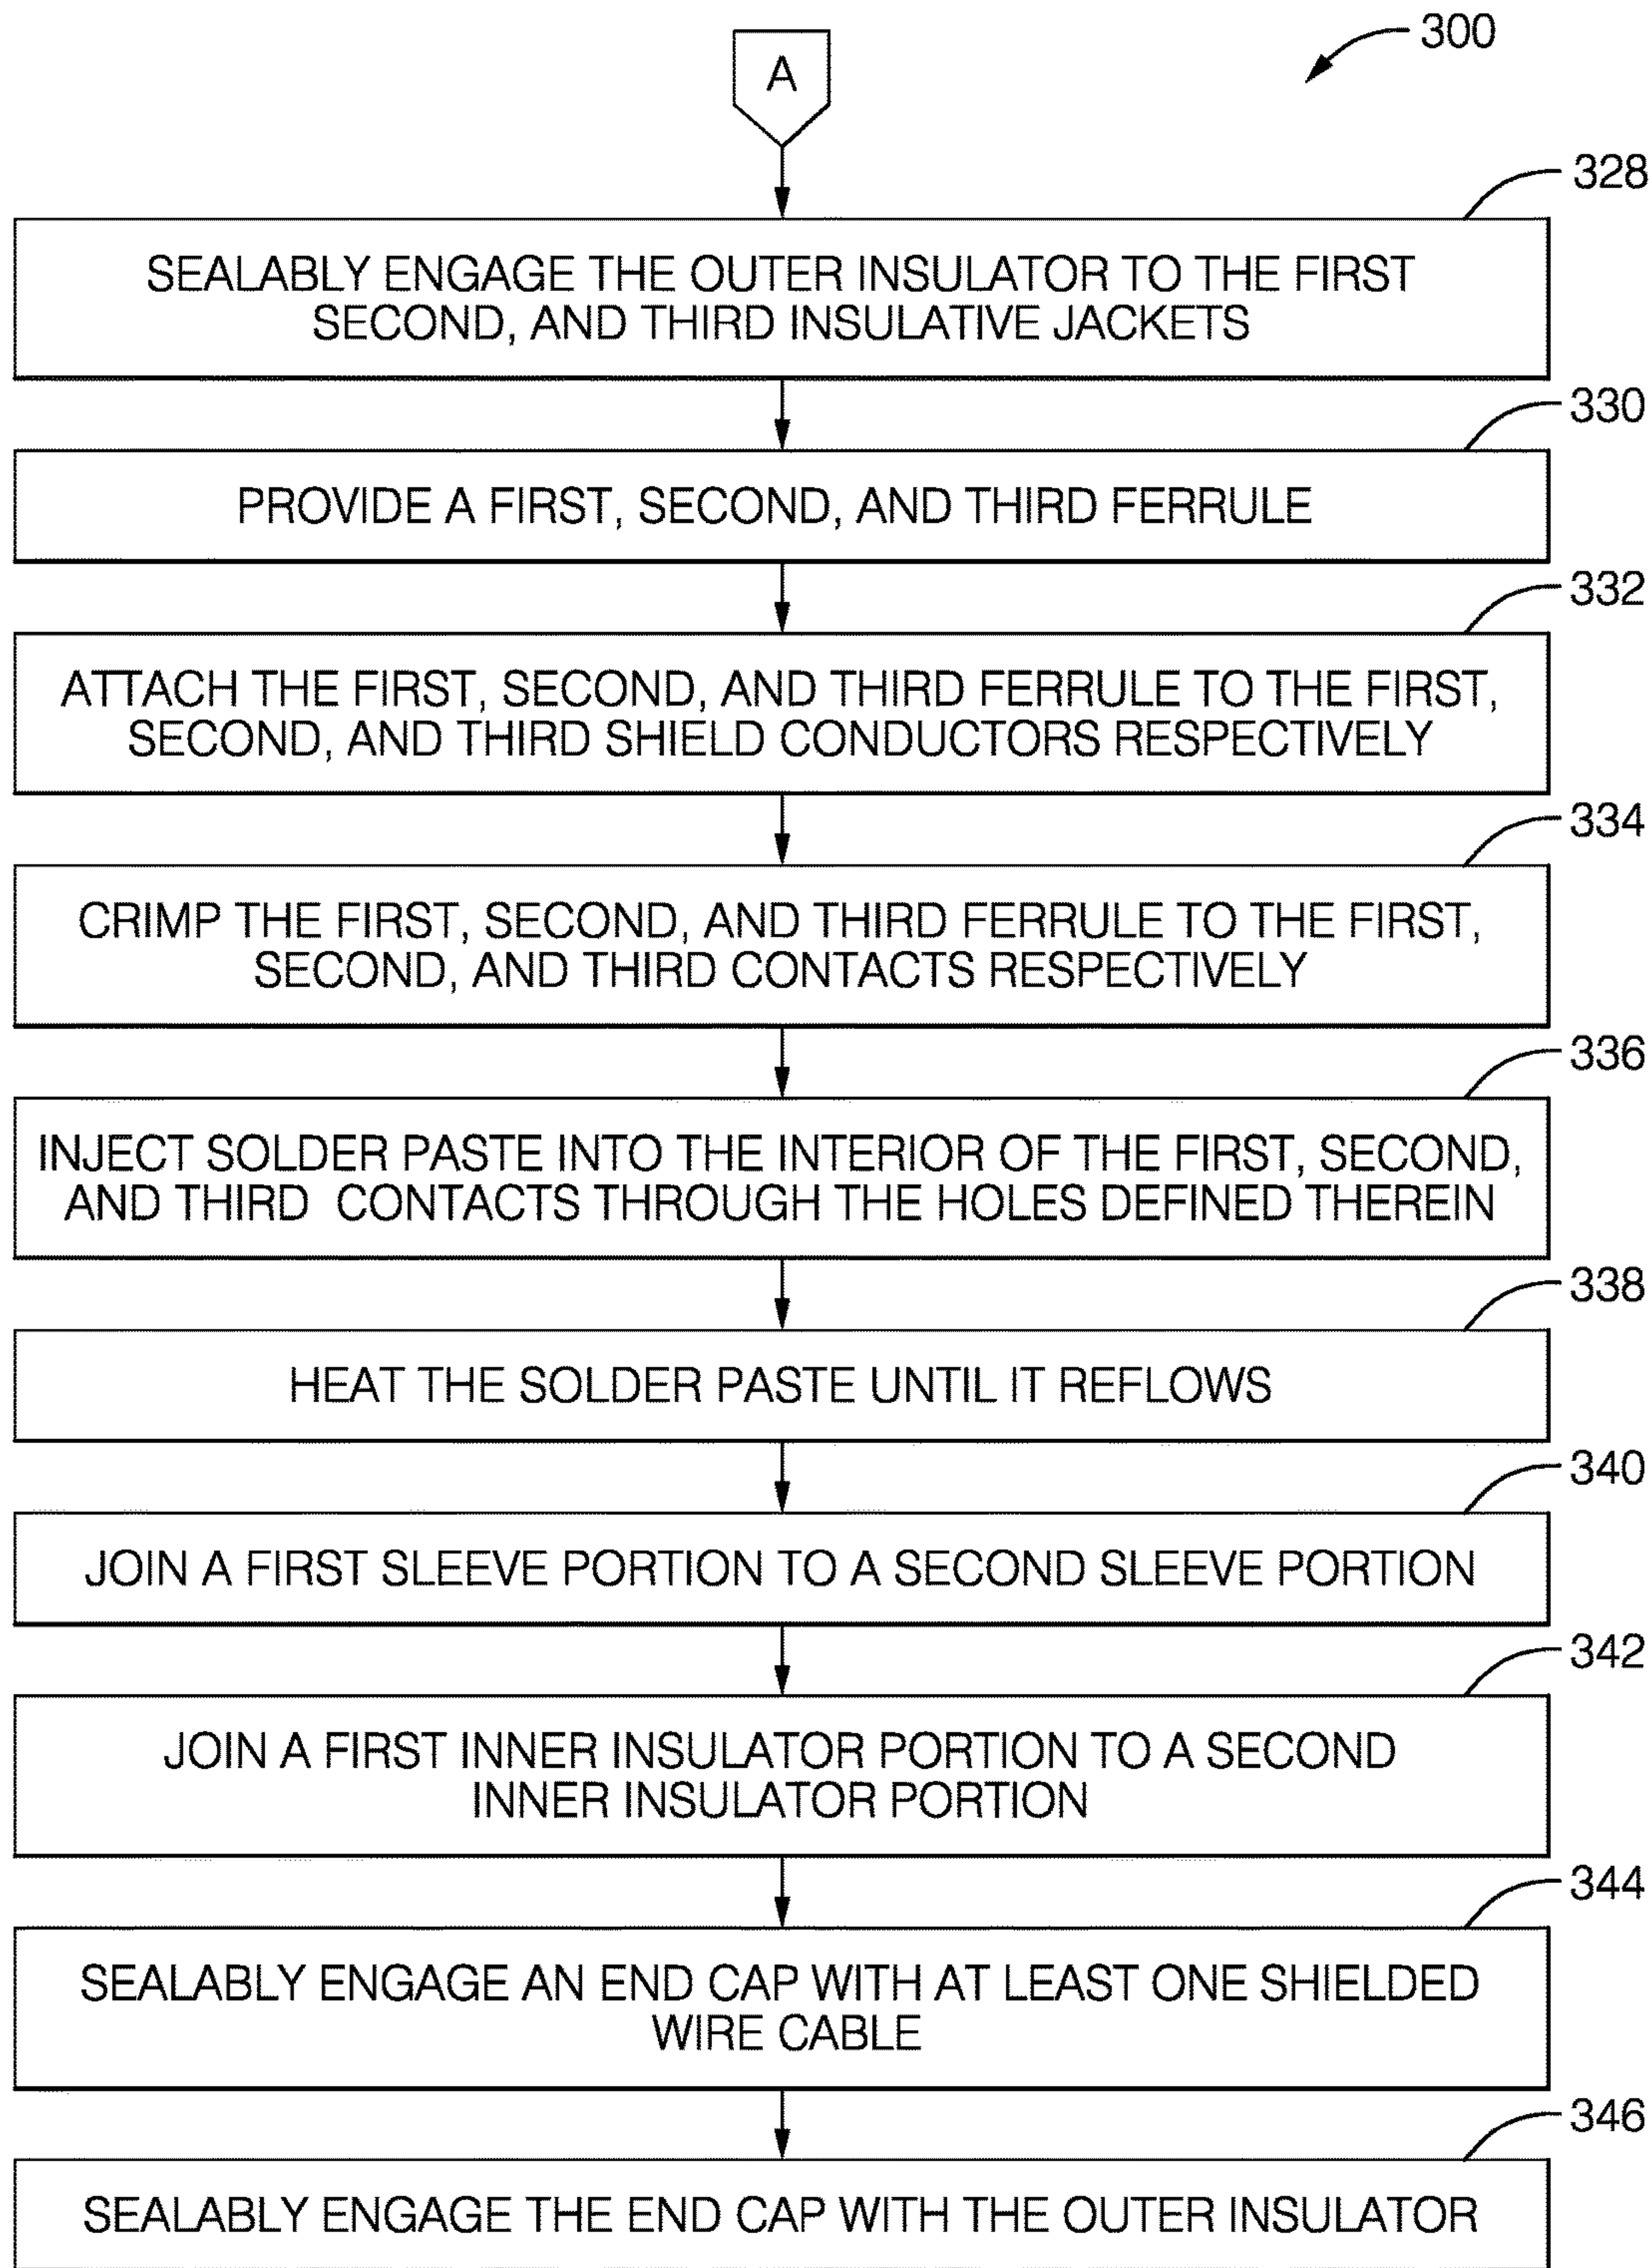 300
A
328
SEALABLY ENGAGE THE OUTER INSULATOR TO THE FIRST
SECOND, AND THIRD INSULATIVE JACKETS
330
PROVIDE A FIRST, SECOND, AND THIRD FERRULE
332
ATTACH THE FIRST, SECOND, AND THIRD FERRULE TO THE FIRST,
SECOND, AND THIRD SHIELD CONDUCTORS RESPECTIVELY
334
CRIMP THE FIRST, SECOND, AND THIRD FERRULE TO THE FIRST,
SECOND, AND THIRD CONTACTS RESPECTIVELY
336
INJECT SOLDER PASTE INTO THE INTERIOR OF THE FIRST, SECOND,
AND THIRD CONTACTS THROUGH THE HOLES DEFINED THEREIN
338
HEAT THE SOLDER PASTE UNTIL IT REFLOWS
340
JOIN A FIRST SLEEVE PORTION TO A SECOND SLEEVE PORTION
342
JOIN A FIRST INNER INSULATOR PORTION TO A SECOND
INNER INSULATOR PORTION
344
SEALABLY ENGAGE AN END CAP WITH AT LEAST ONE SHIELDED
WIRE CABLE
346
SEALABLY ENGAGE THE END CAP WITH THE OUTER INSULATOR